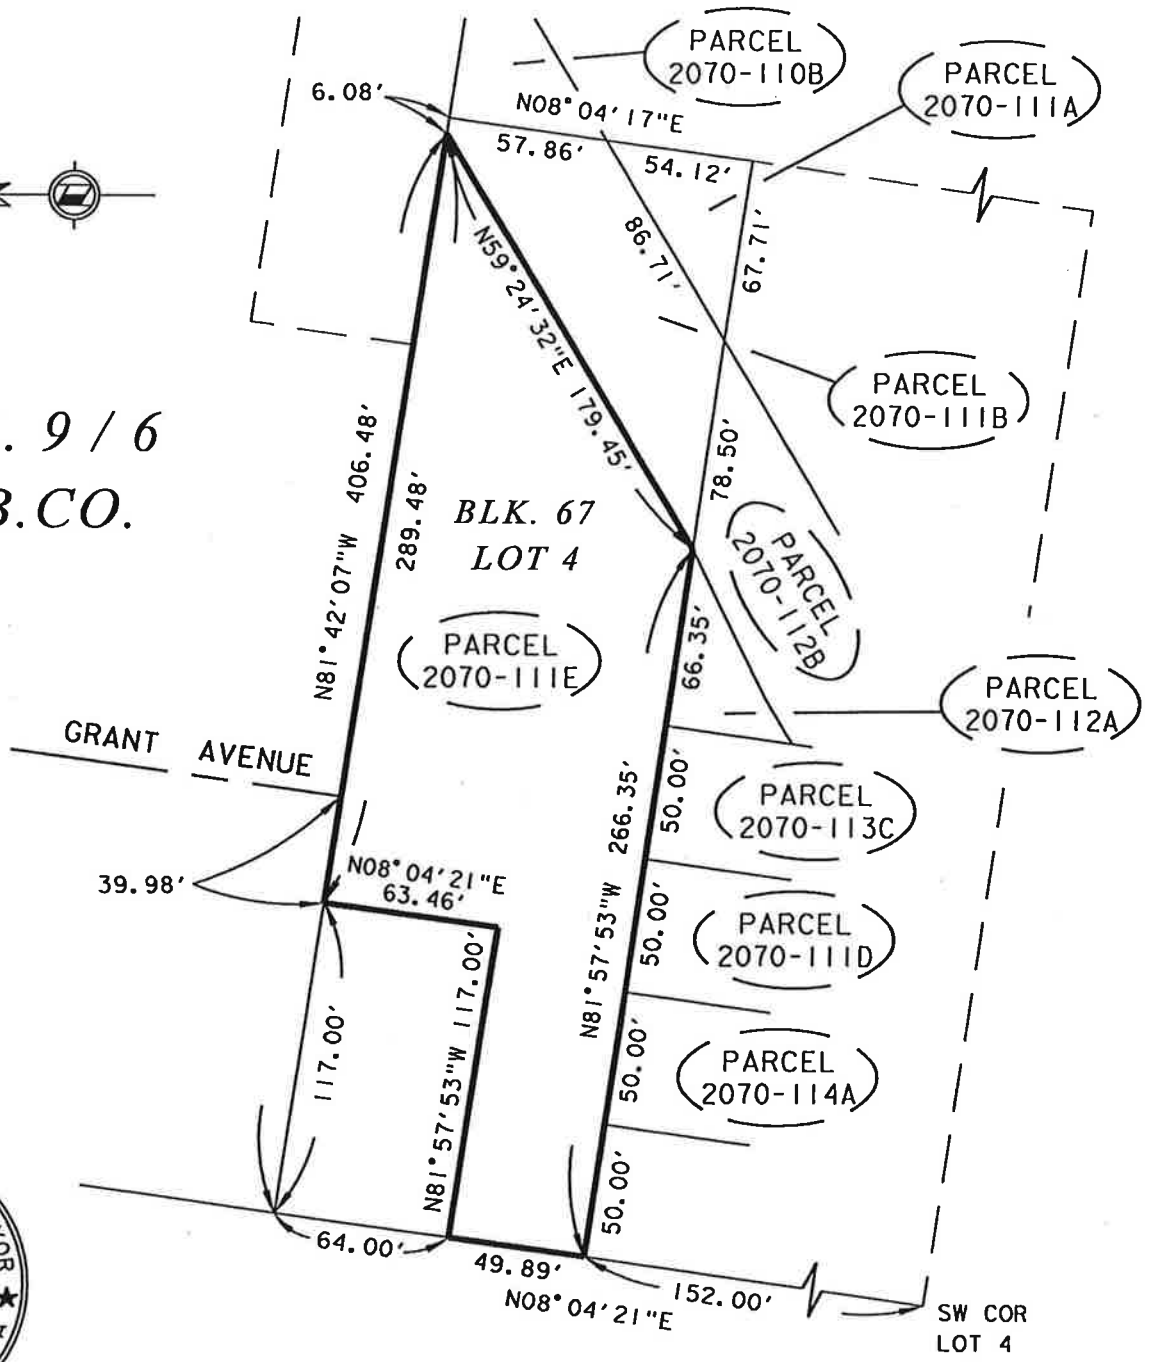 PARCEL
2070-110B
PARCEL
2070-111A
6.08'
N08°04'17"E
57.86'
54.12'
67.71'
86.71'
N59°24'32"E 179.45'
. 9 / 6
B.CO.
PARCEL
2070-111B
N81°42'07"W 406.48'
289.48'
BLK. 67
LOT 4
78.50'
PARCEL
2070-112B
PARCEL
2070-111E
66.35'
PARCEL
2070-112A
GRANT AVENUE
N81°57'53"W 266.35'
50.00'
PARCEL
2070-113C
39.98'
N08°04'21"E
63.46'
50.00'
PARCEL
2070-111D
117.00'
N81°57'53"W 117.00'
50.00'
PARCEL
2070-114A
50.00'
64.00'
49.89'
N08°04'21"E
152.00'
SW COR
LOT 4